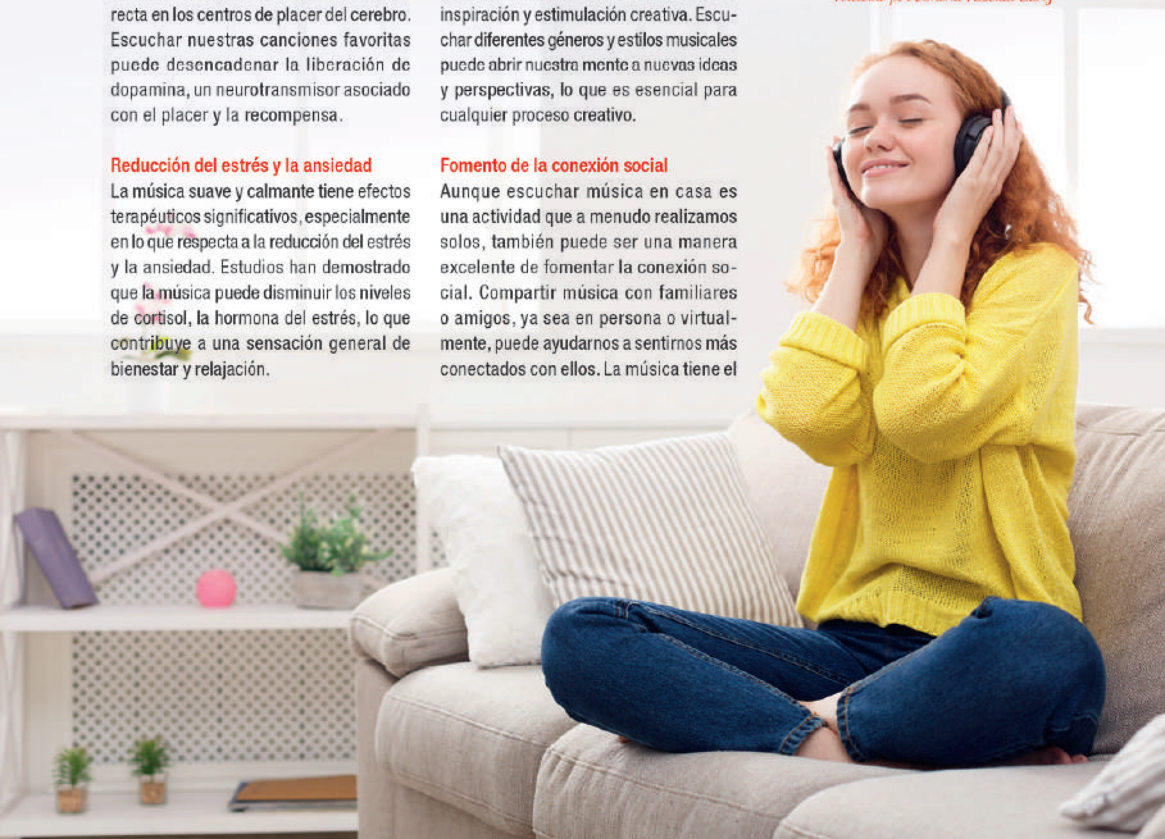 recta en los centros de placer del cerebro.
Escuchar nuestras canciones favoritas
puede desencadenar la liberación de
dopamina, un neurotransmisor asociado
con el placer y la recompensa.
Reducción del estrés y la ansiedad
La música suave y calmante tiene efectos
terapéuticos significativos, especialmente
en lo que respecta a la reducción del estrés
y la ansiedad. Estudios han demostrado
que la música puede disminuir los niveles
de cortisol, la hormona del estrés, lo que
contribuye a una sensación general de
bienestar y relajación.
inspiración y estimulación creativa. Escu-
char diferentes géneros y estilos musicales
puede abrir nuestra mente a nuevas ideas
y perspectivas, lo que es esencial para
cualquier proceso creativo.
Fomento de la conexión social
Aunque escuchar música en casa es
una actividad que a menudo realizamos
solos, también puede ser una manera
excelente de fomentar la conexión so-
cial. Compartir música con familiares
o amigos, ya sea en persona o virtual-
mente, puede ayudarnos a sentirnos más
conectados con ellos. La música tiene el